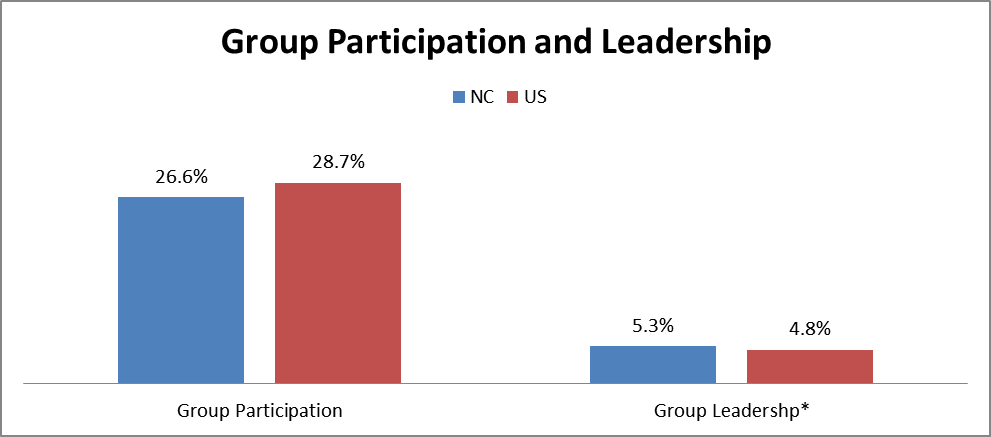 Group Participation and Leadership
NC US
28.7%
26.6%
5.3%
4.8%
Group Participation
Group Leadershp*